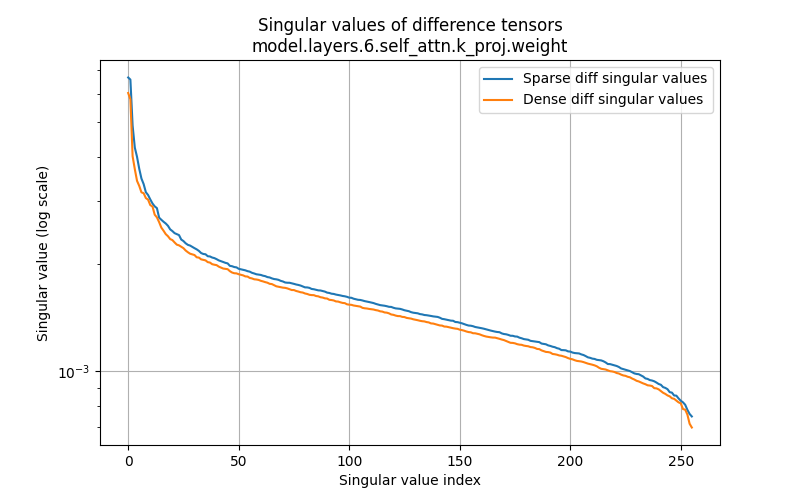 Singular values of difference tensors
model.layers.6.self_attn.k_proj.weight
Sparse diff singular values
Dense diff singular values
Singular value (log scale)
10⁻³
0 50 100 150 200 250
Singular value index